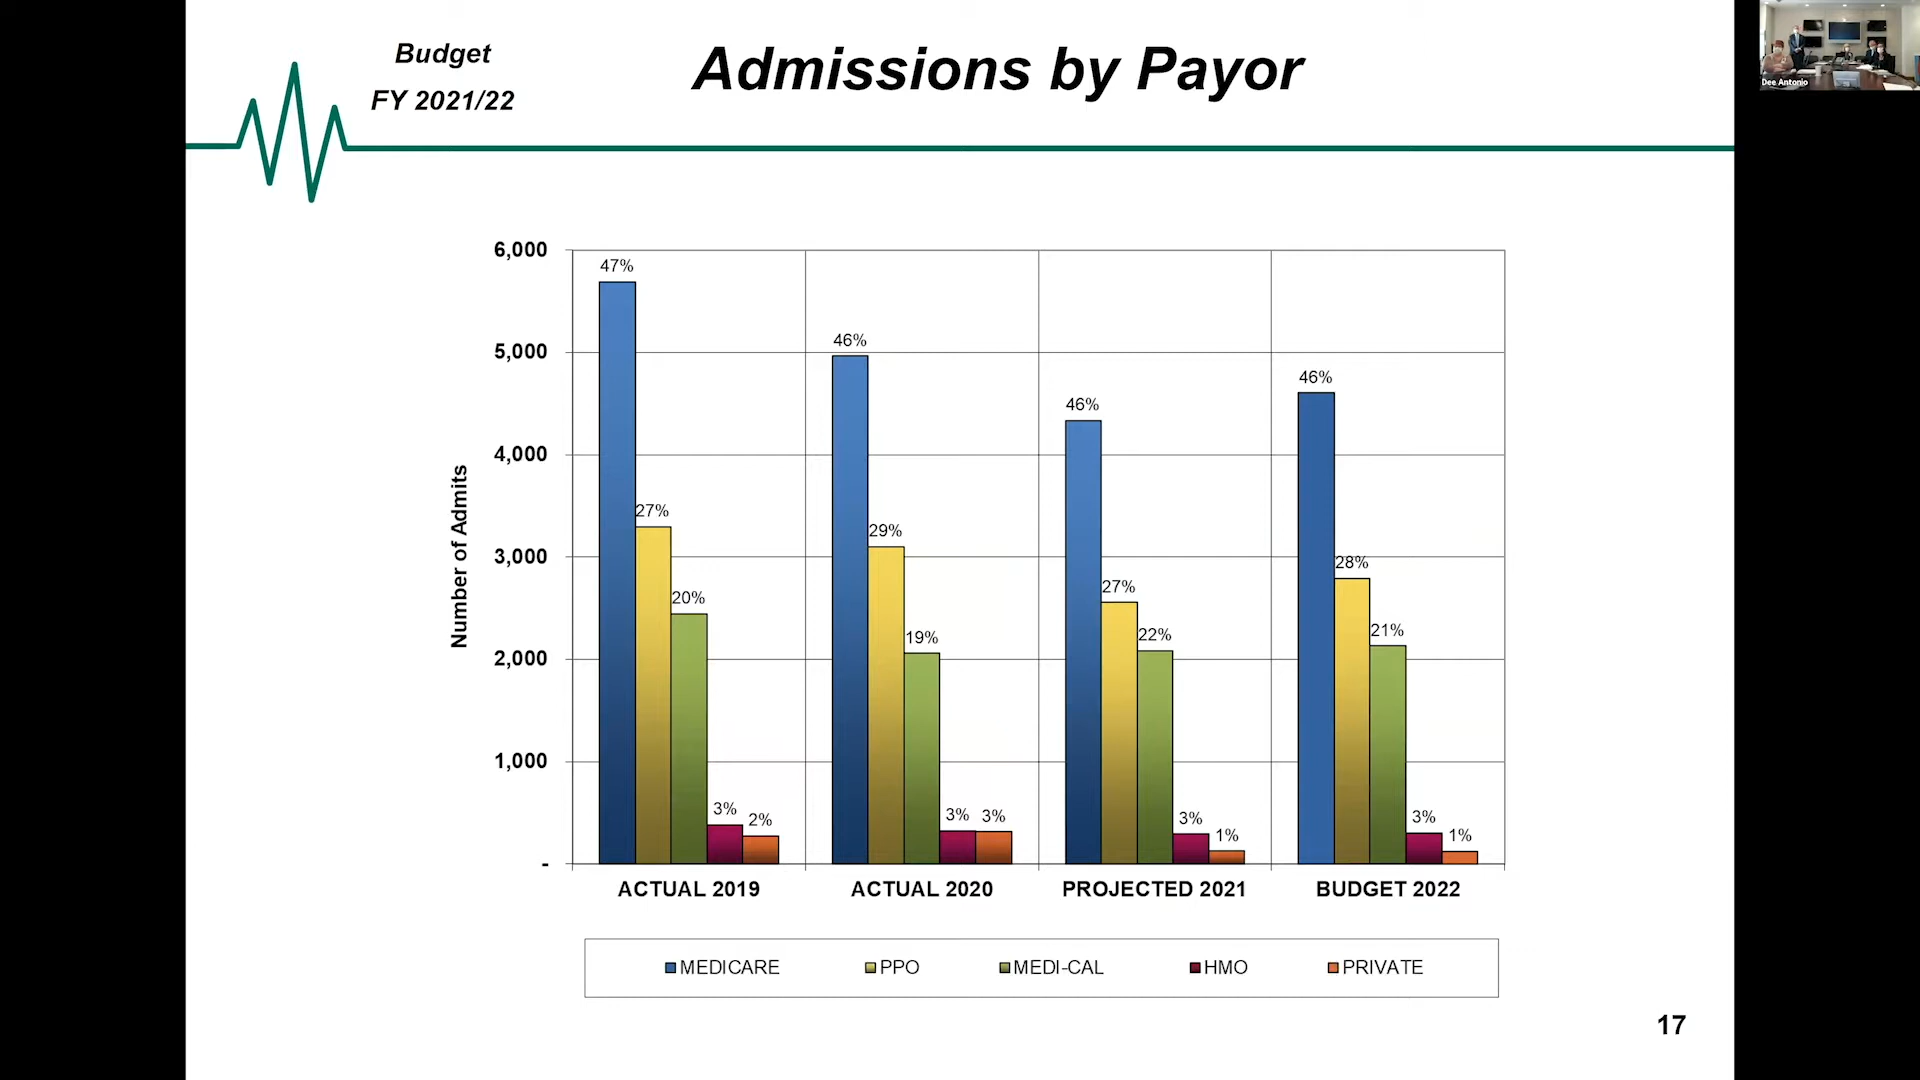 Budget
FY 2021/22
Admissions by Payor
Dee Antonio
Number of Admits
6,000
5,000
4,000
3,000
2,000
1,000
-
47%
27%
20%
3%
2%
46%
29%
19%
3%
3%
46%
27%
22%
3%
1%
46%
28%
21%
3%
1%
ACTUAL 2019
ACTUAL 2020
PROJECTED 2021
BUDGET 2022
MEDICARE
PPO
MEDI-CAL
HMO
PRIVATE
17